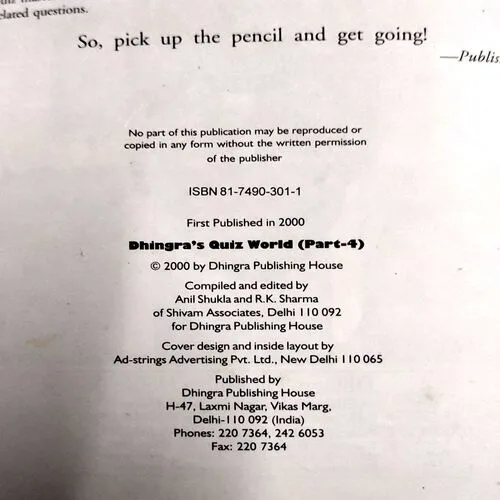 elated questions.
So, pick up the pencil and get going!
—Publis
No part of this publication may be reproduced or
copied in any form without the written permission
of the publisher
ISBN 81-7490-301-1
First Published in 2000
Dhingra's Quiz World (Part-4)
© 2000 by Dhingra Publishing House
Compiled and edited by
Anil Shukla and R.K. Sharma
of Shivam Associates, Delhi 110 092
for Dhingra Publishing House
Cover design and inside layout by
Ad-strings Advertising Pvt. Ltd., New Delhi 110 065
Published by
Dhingra Publishing House
H-47, Laxmi Nagar, Vikas Marg,
Delhi-110 092 (India)
Phones: 220 7364, 242 6053
Fax: 220 7364